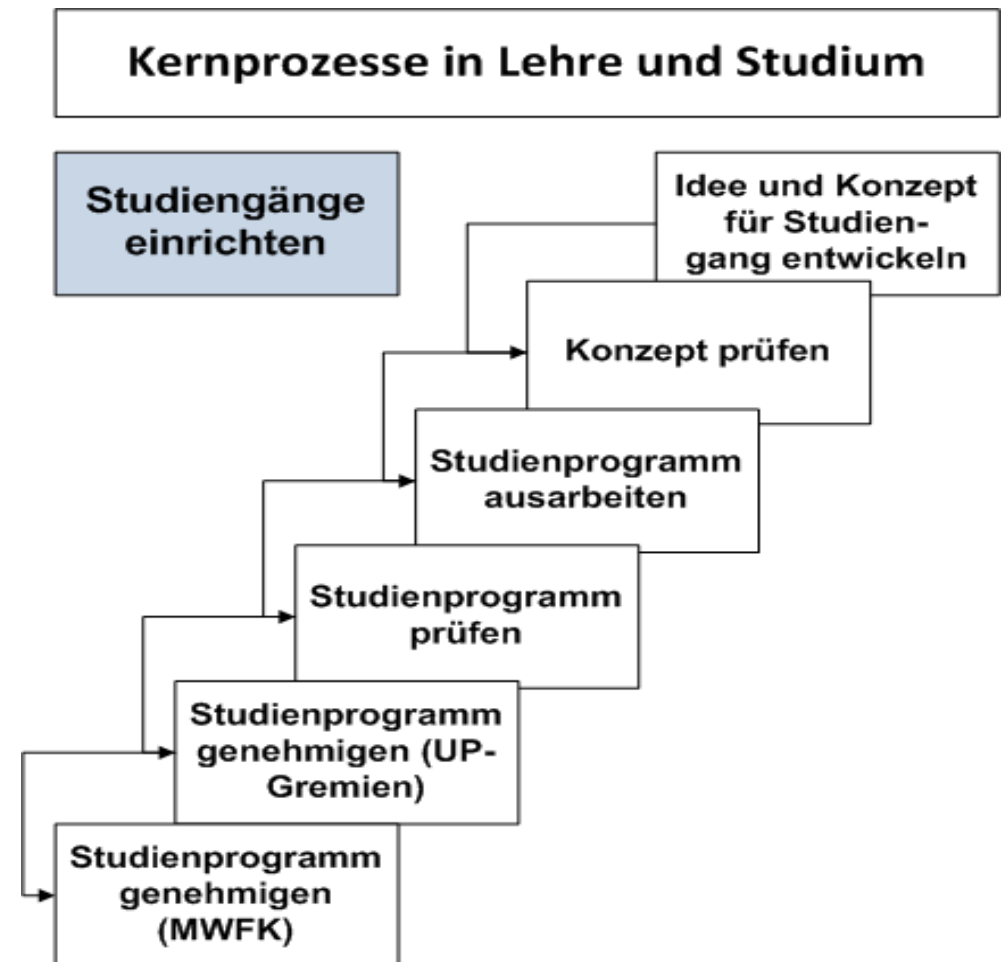 Kernprozesse in Lehre und Studium
Studiengänge
einrichten
Idee und Konzept
für Studien-
gang entwickeln
Konzept prüfen
Studienprogramm
ausarbeiten
Studienprogramm
prüfen
Studienprogramm
genehmigen (UP-
Gremien)
Studienprogramm
genehmigen
(MWFK)